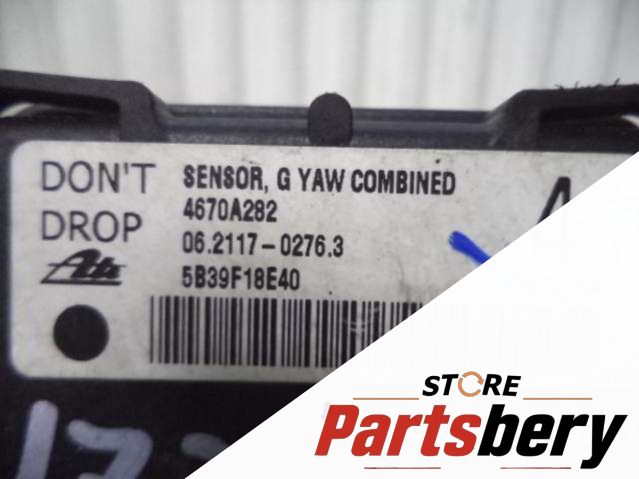 DON'T
DROP
Ate
SENSOR, G YAW COMBINED
4670A282
06.2117-0276.3
5B39F18E40
STORE
Partsbery